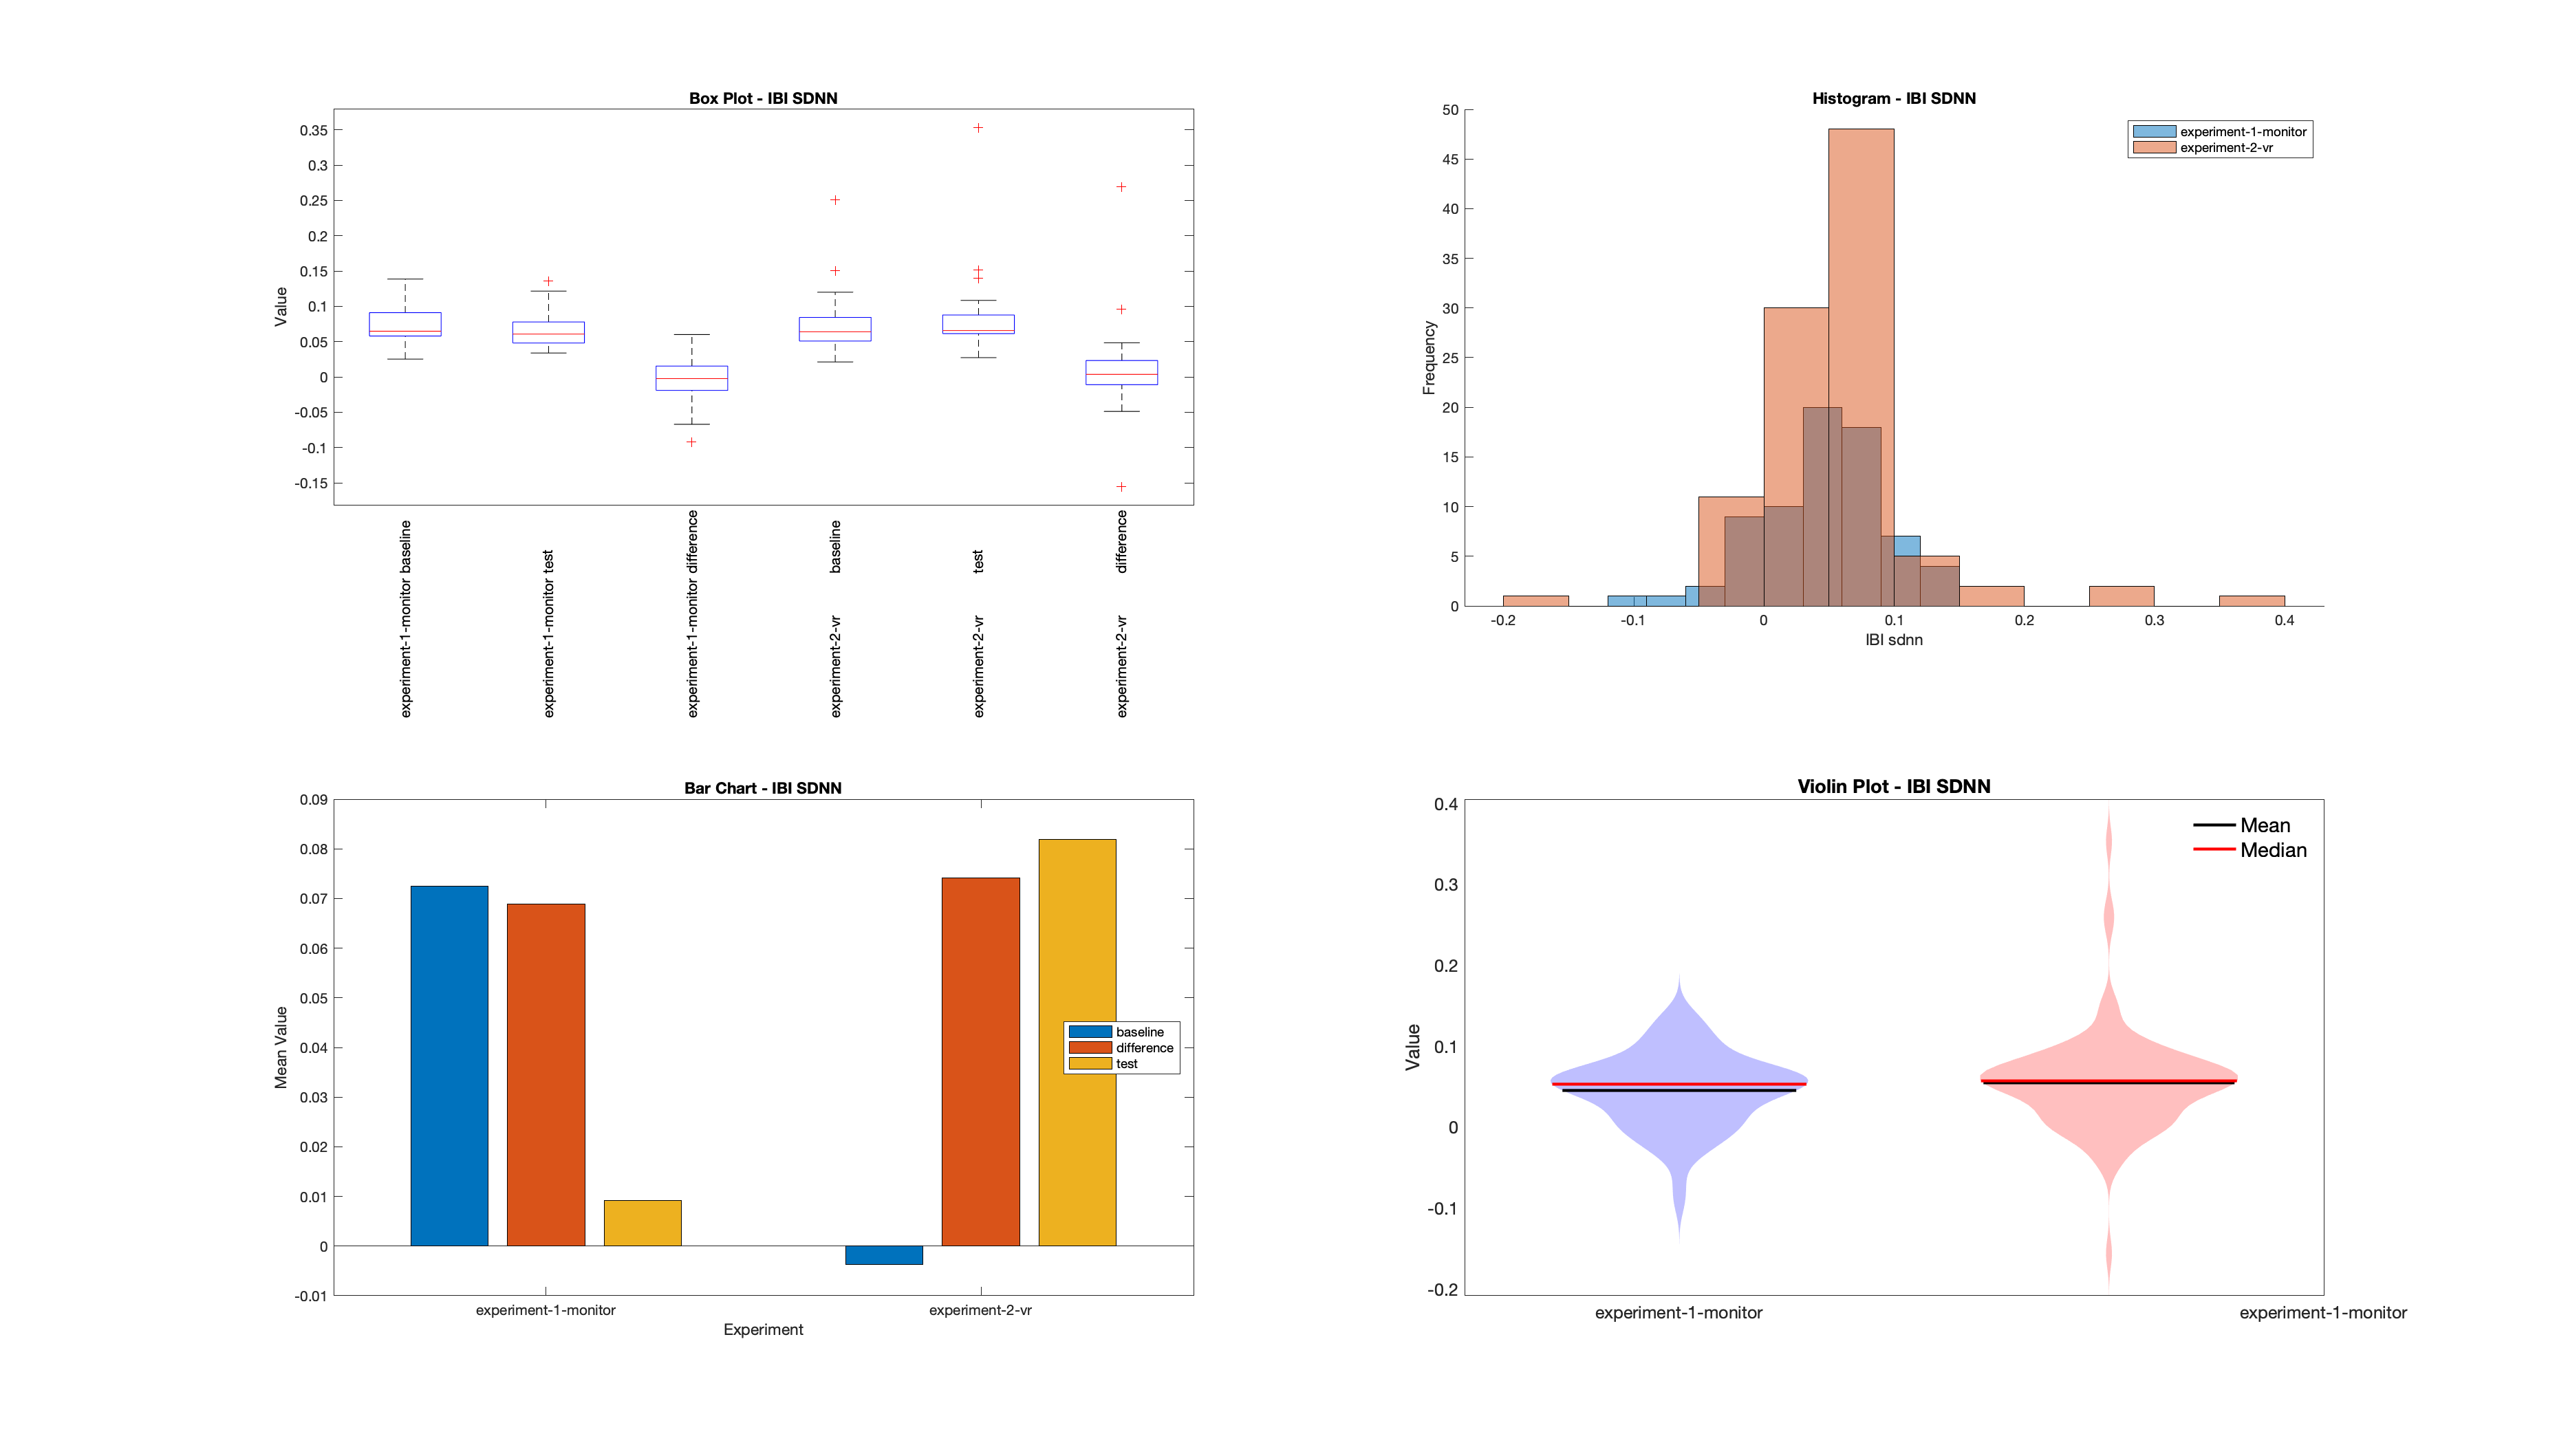 Box Plot - IBI SDNN
Value
0.35
0.3
0.25
0.2
0.15
0.1
0.05
0
-0.05
-0.1
-0.15
experiment-1-monitor baseline
experiment-1-monitor test
experiment-1-monitor difference
experiment-2-vr baseline
experiment-2-vr test
experiment-2-vr difference
Histogram - IBI SDNN
Frequency
50
45
40
35
30
25
20
15
10
5
0
-0.2 -0.1 0 0.1 0.2 0.3 0.4
IBI sdnn
experiment-1-monitor
experiment-2-vr
Bar Chart - IBI SDNN
Mean Value
0.09
0.08
0.07
0.06
0.05
0.04
0.03
0.02
0.01
0
-0.01
experiment-1-monitor experiment-2-vr
Experiment
baseline
difference
test
Violin Plot - IBI SDNN
Value
0.4
0.3
0.2
0.1
0
-0.1
-0.2
experiment-1-monitor experiment-1-monitor
Mean
Median